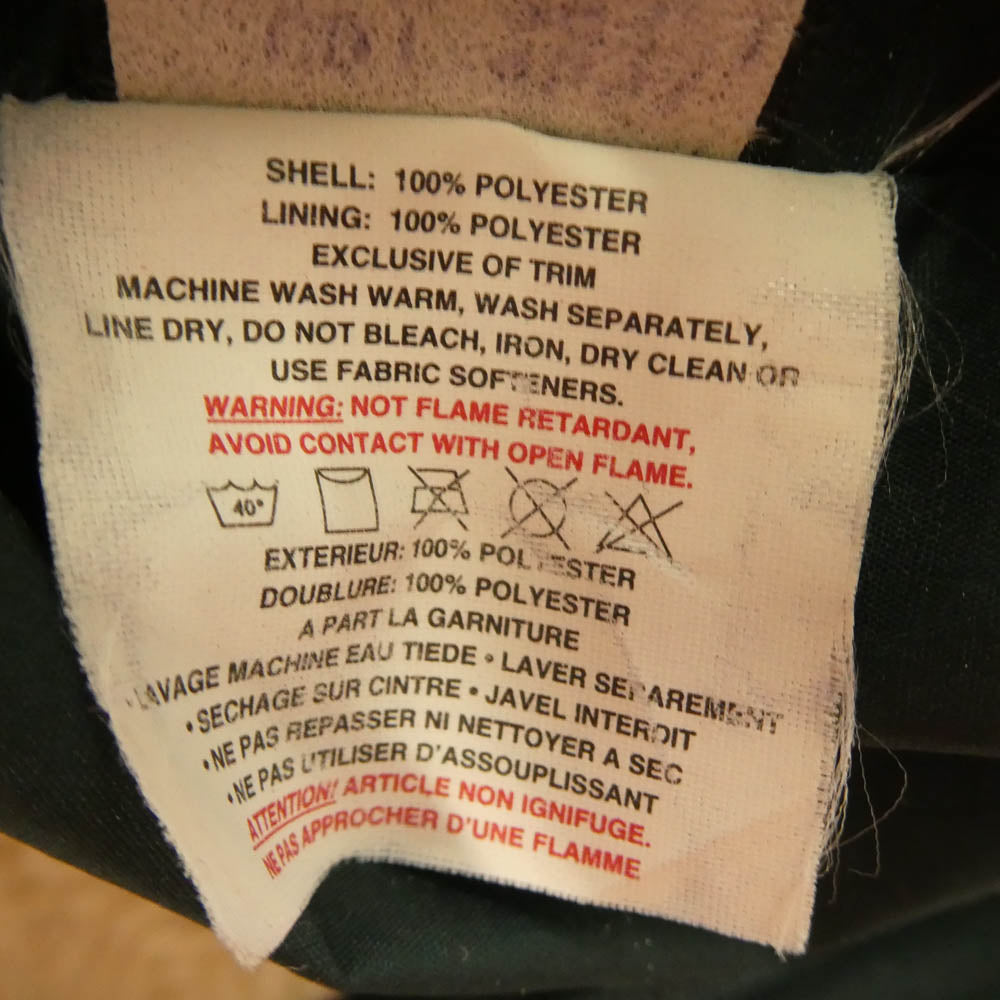 SHELL: 100% POLYESTER
LINING: 100% POLYESTER
EXCLUSIVE OF TRIM
MACHINE WASH WARM, WASH SEPARATELY,
LINE DRY, DO NOT BLEACH, IRON, DRY CLEAN OR
USE FABRIC SOFTENERS.
WARNING: NOT FLAME RETARDANT,
AVOID CONTACT WITH OPEN FLAME.
40°
EXTERIEUR: 100% POLYESTER
DOUBLURE: 100% POLYESTER
A PART LA GARNITURE
• LAVAGE MACHINE EAU TIEDE • LAVER SEPAREMENT
• SECHAGE SUR CINTRE • JAVEL INTERDIT
• NE PAS REPASSER NI NETTOYER A SEC
• NE PAS UTILISER D'ASSOUPLISSANT
ATTENTION! ARTICLE NON IGNIFUGE.
NE PAS APPROCHER D'UNE FLAMME